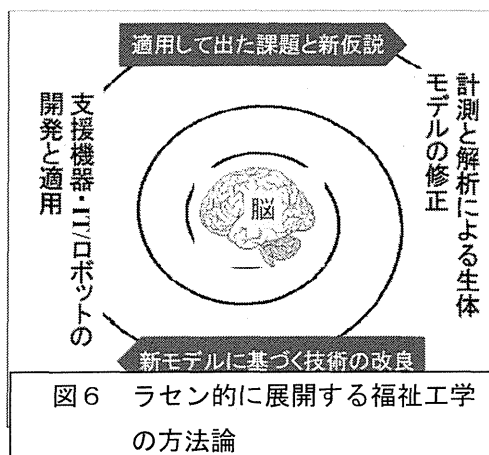 適用して出た課題と新仮説
計測と解析による生体
モデルの修正
支援機器・IT/ロボットの
開発と適用
脳
新モデルに基づく技術の改良
図6 ラセン的に展開する福祉工学
の方法論